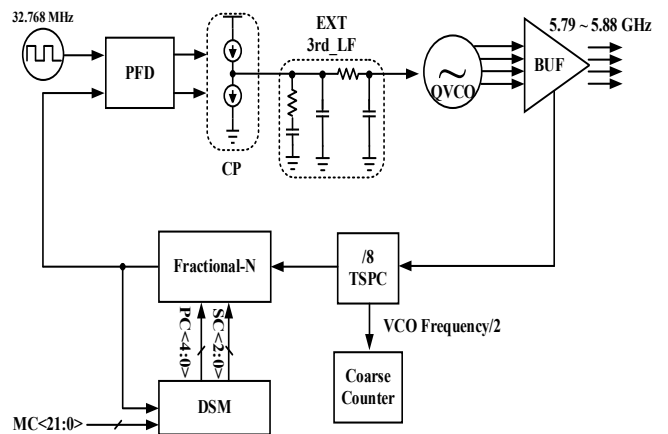 32.768 MHz
PFD
CP
EXT
3rd_LF
~
QVCO
5.79 ~ 5.88 GHz
BUF
Fractional-N
/8
TSPC
PC<4:0>
SC<2:0>
VCO Frequency/2
Coarse
Counter
DSM
MC<21:0>